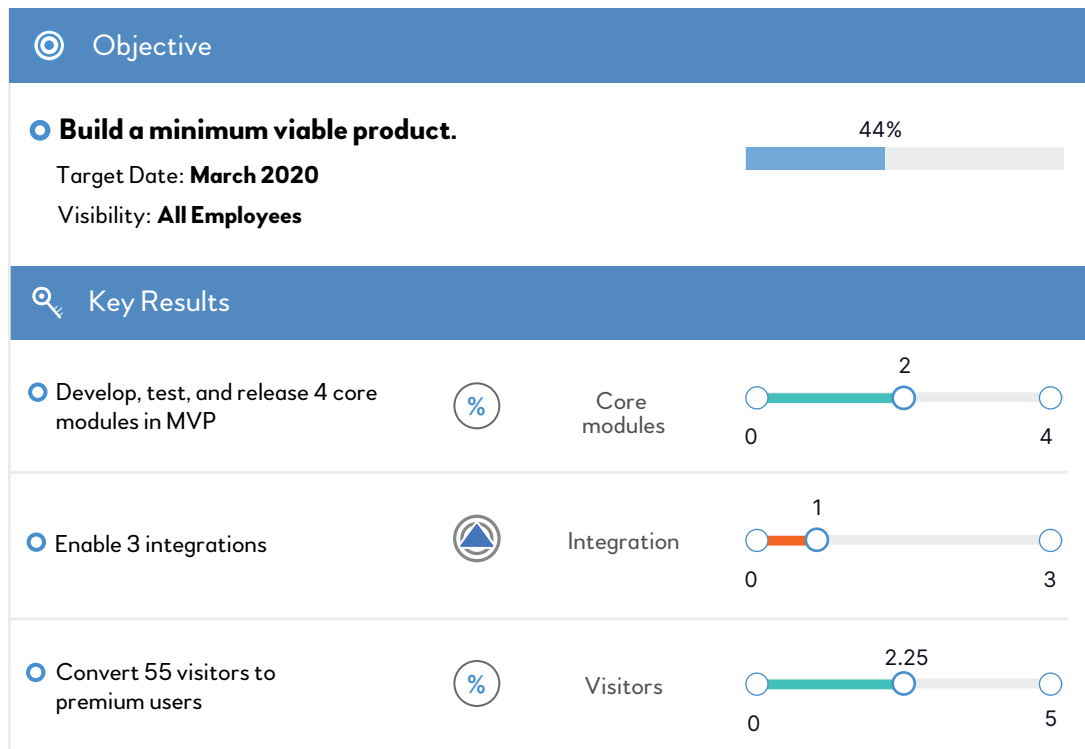 Objective
Build a minimum viable product.
44%
Target Date: March 2020
Visibility: All Employees
Key Results
Develop, test, and release 4 core
modules in MVP
%
Core
modules
2
0
4
Enable 3 integrations
Integration
1
0
3
Convert 55 visitors to
premium users
%
Visitors
2.25
0
5